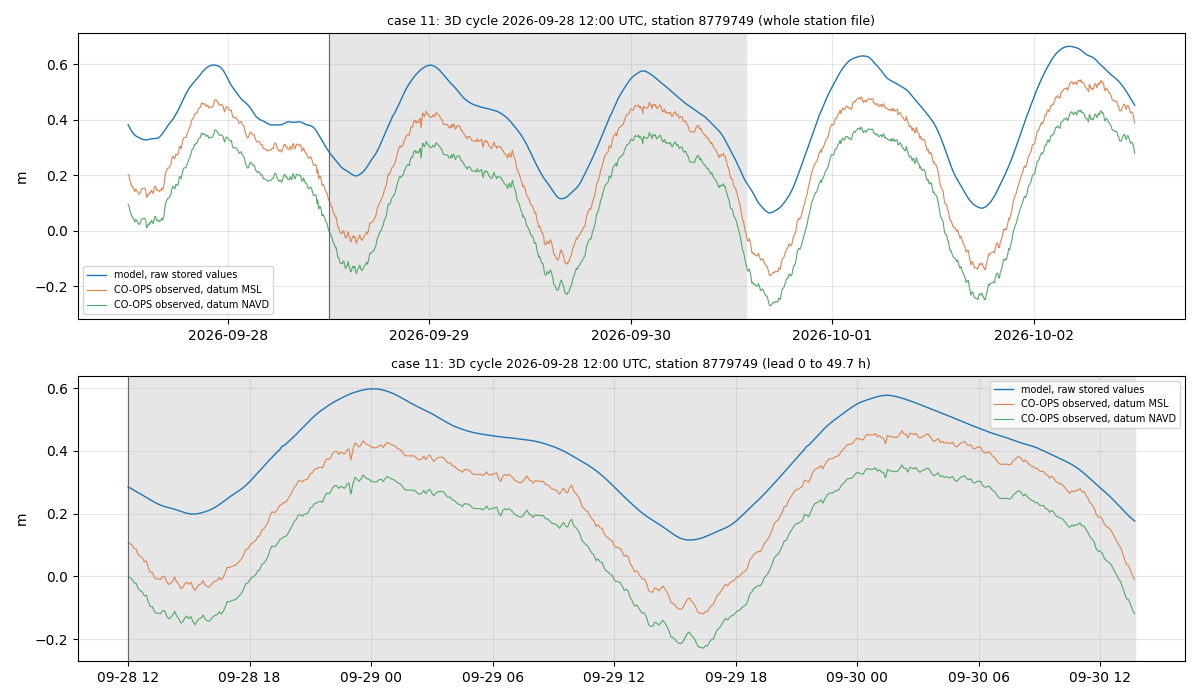 case 11: 3D cycle 2026-09-28 12:00 UTC, station 8779749 (whole station file)
m
0.6
0.4
0.2
0.0
−0.2
model, raw stored values
CO-OPS observed, datum MSL
CO-OPS observed, datum NAVD
2026-09-28
2026-09-29
2026-09-30
2026-10-01
2026-10-02
case 11: 3D cycle 2026-09-28 12:00 UTC, station 8779749 (lead 0 to 49.7 h)
m
0.6
0.4
0.2
0.0
−0.2
model, raw stored values
CO-OPS observed, datum MSL
CO-OPS observed, datum NAVD
09-28 12
09-28 18
09-29 00
09-29 06
09-29 12
09-29 18
09-30 00
09-30 06
09-30 12